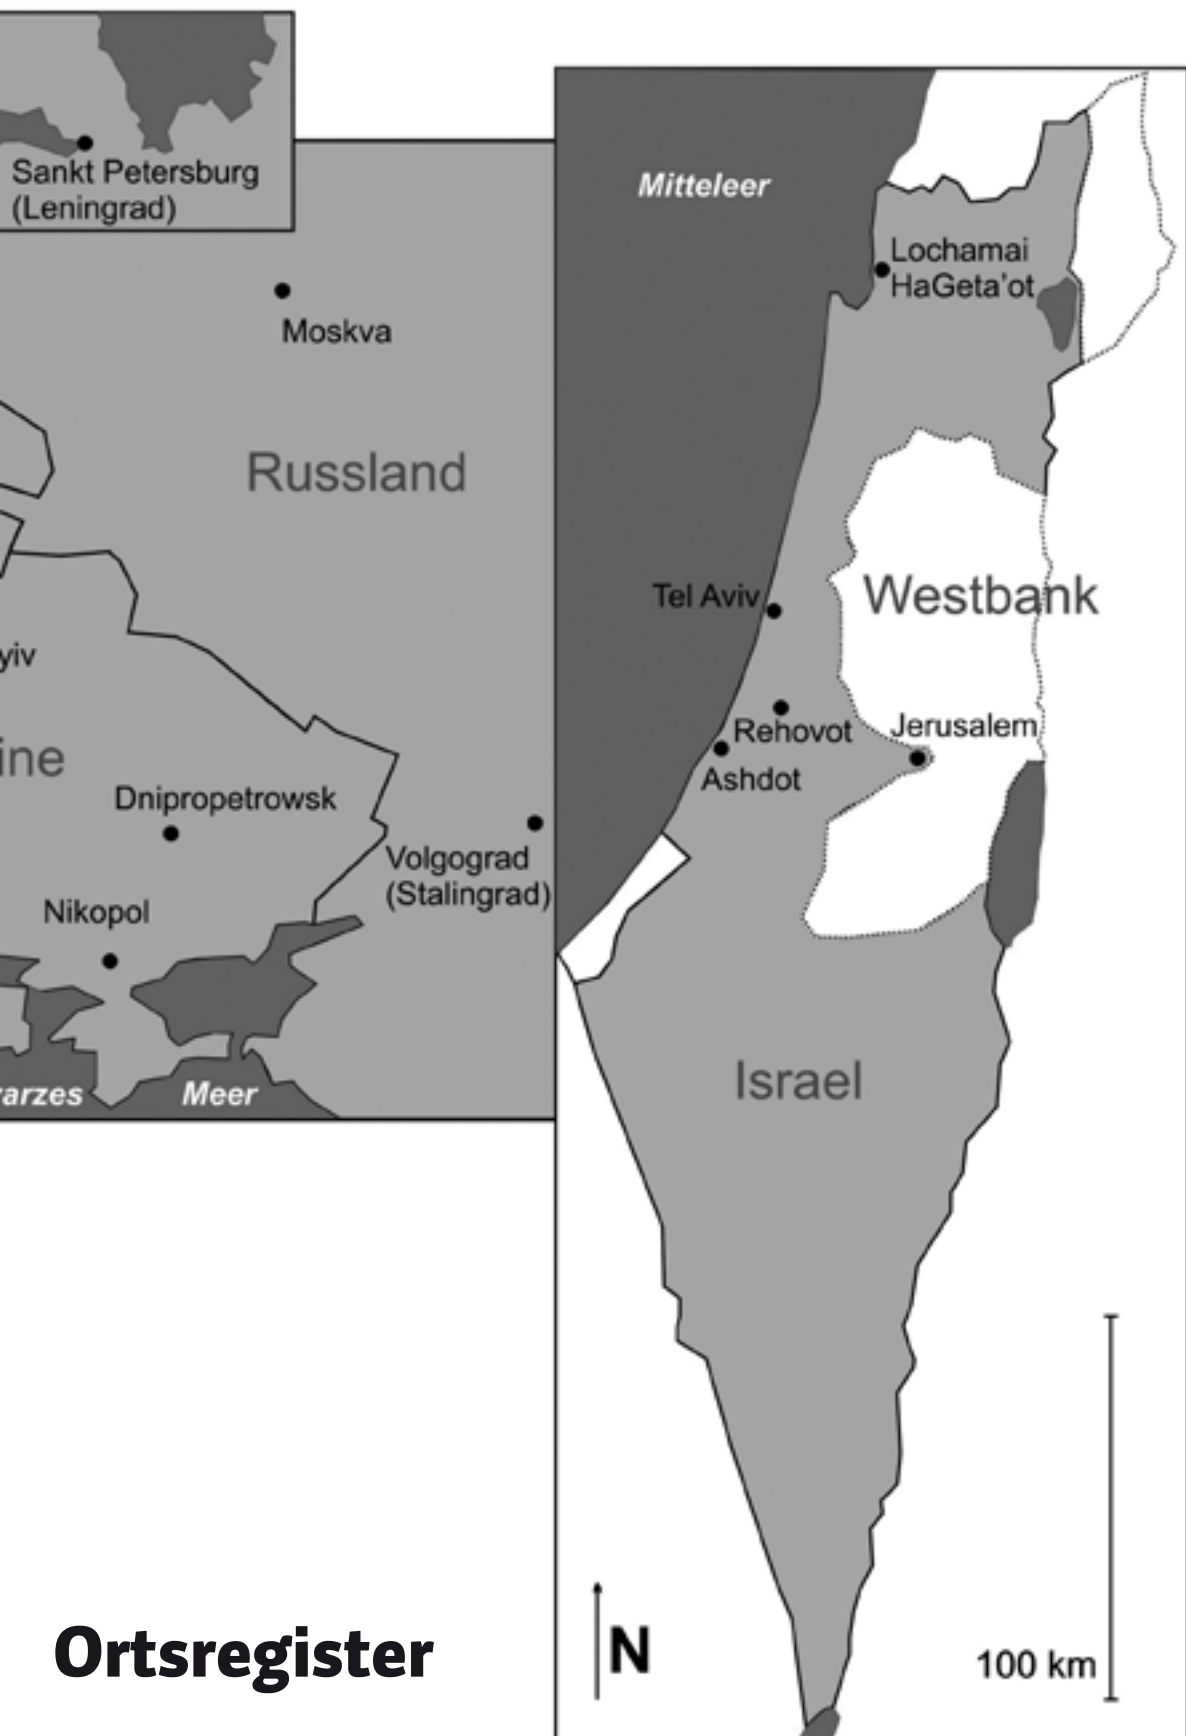 Sankt Petersburg
(Leningrad)
Moskva
Russland
yiv
ine
Dnipropetrowsk
Volgograd
(Stalingrad)
Nikopol
arzes
Meer
Mitteleer
Lochamai
HaGeta'ot
Tel Aviv
Westbank
Rehovot
Jerusalem
Ashdot
Israel
N
100 km
Ortsregister